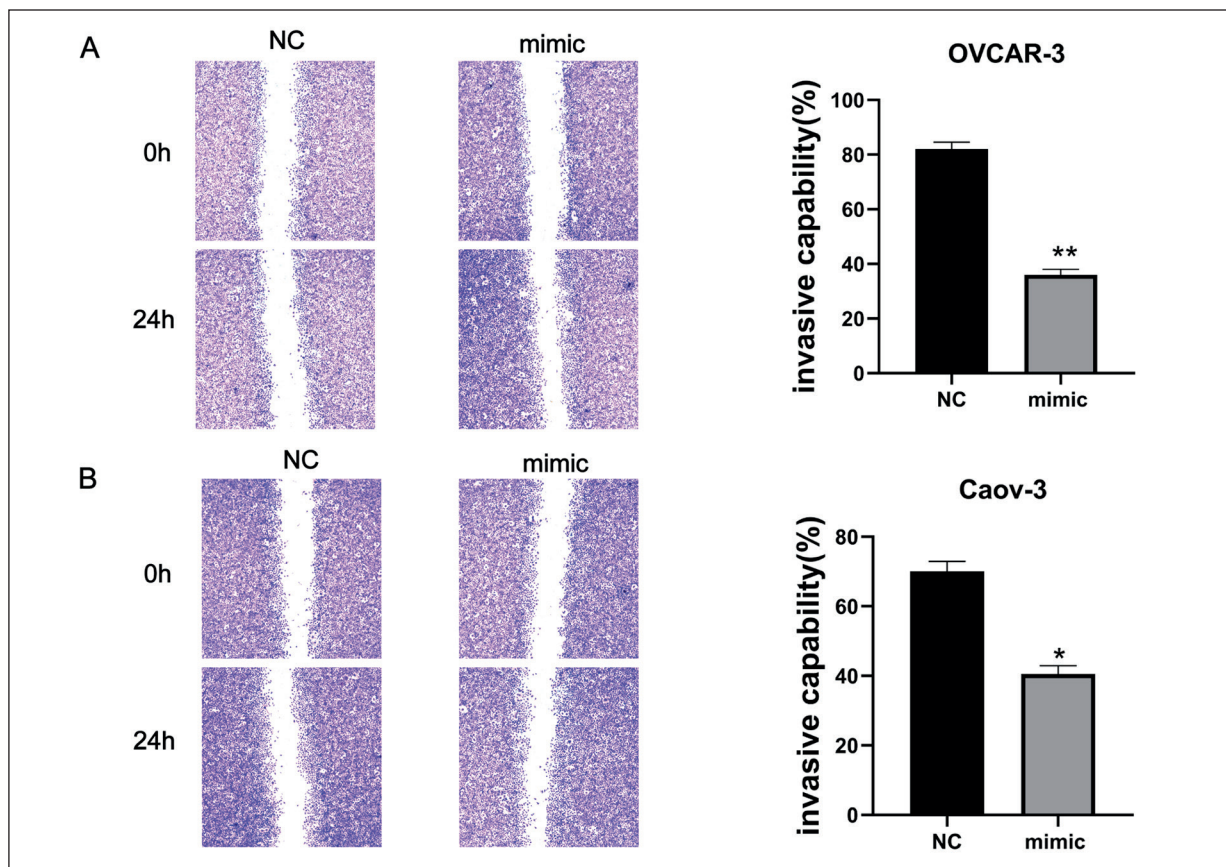 A
NC
mimic
0h
24h
OVCAR-3
invasive capability(%)
100
80
60
40
20
0
**
NC
mimic
B
NC
mimic
0h
24h
Caov-3
invasive capability(%)
80
60
40
20
0
*
NC
mimic